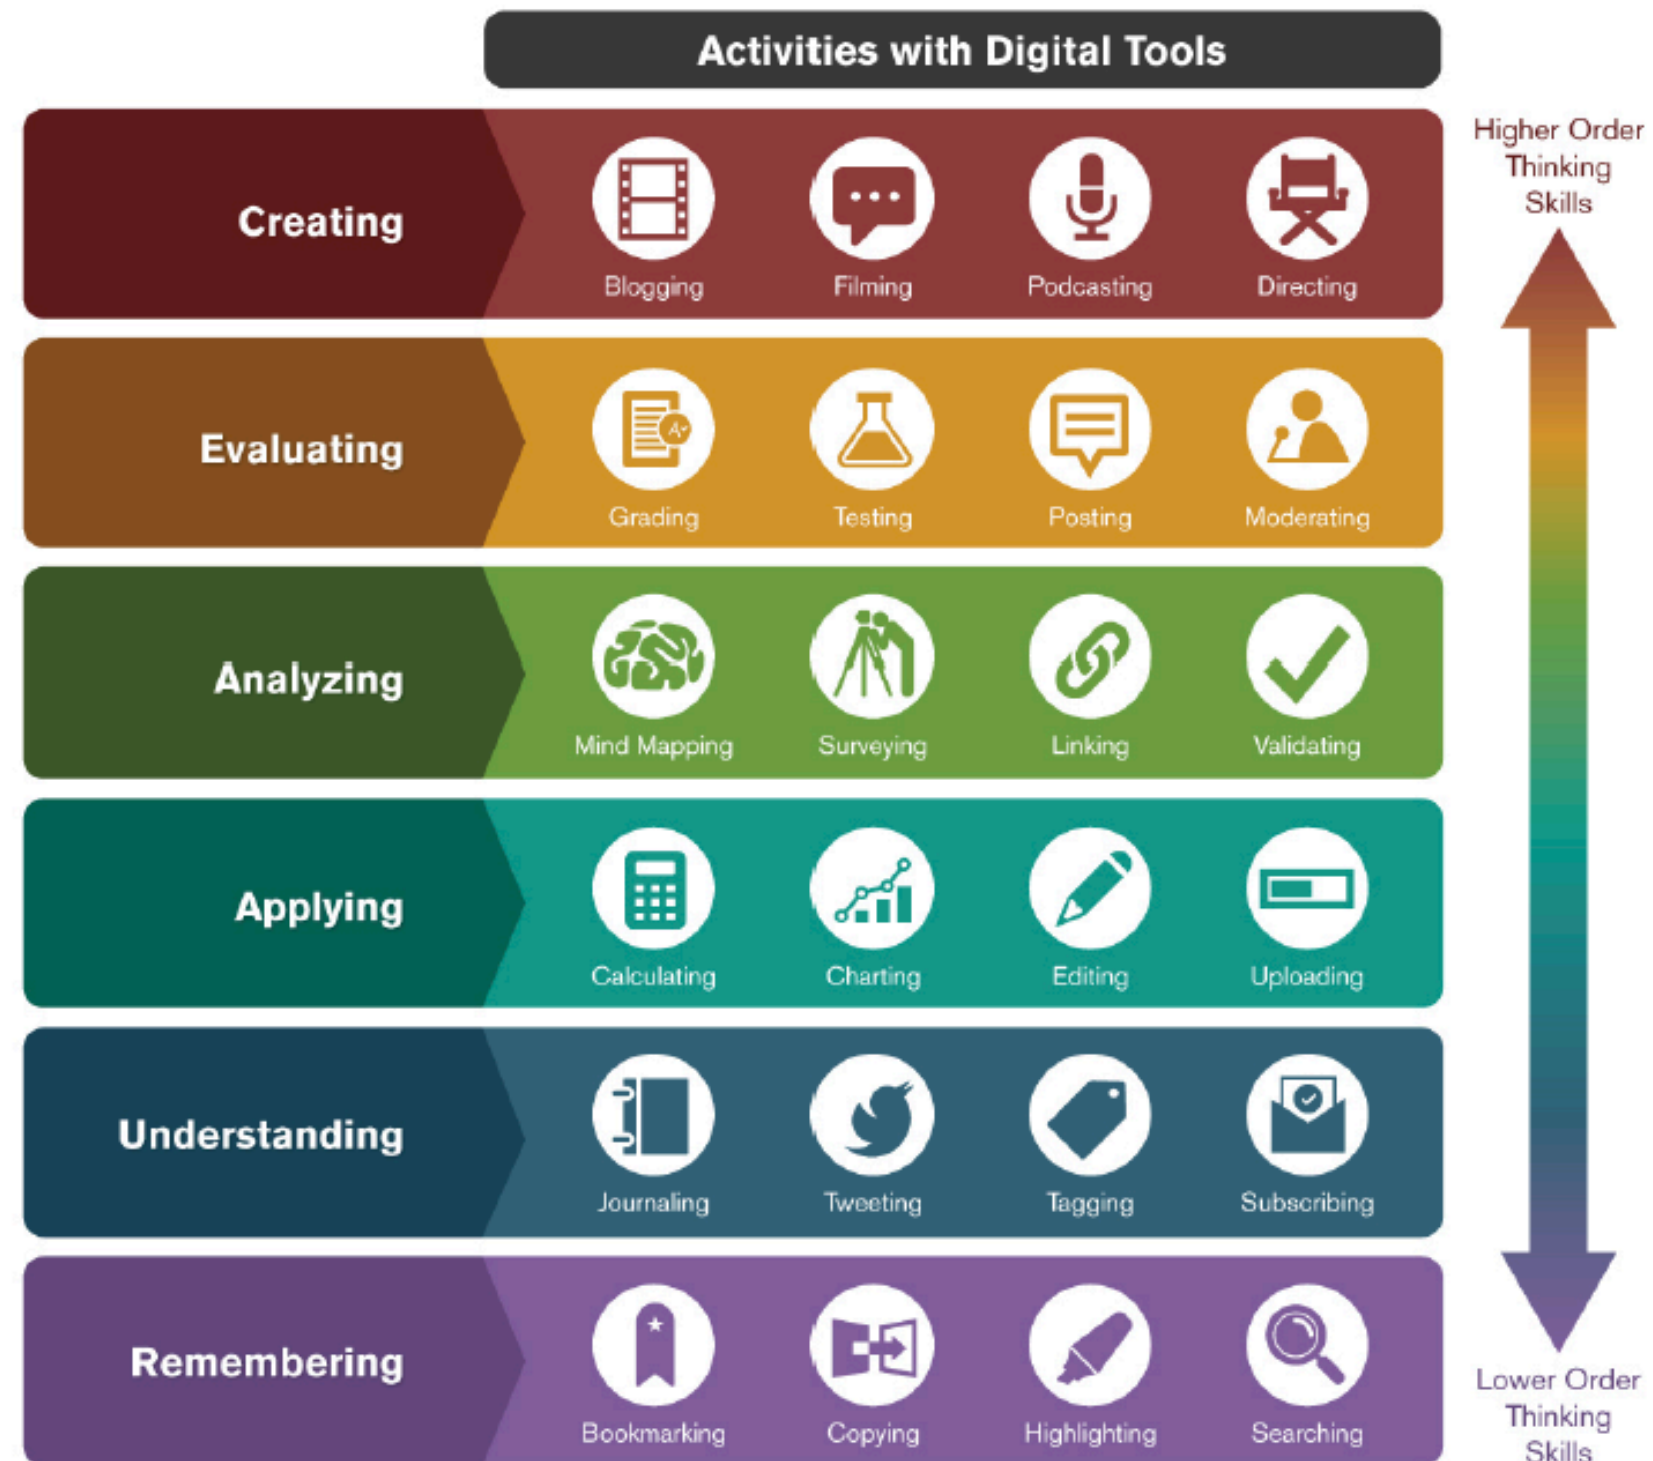 Activities with Digital Tools
Higher Order
Thinking
Skills
Creating
Blogging Filming Podcasting Directing
Evaluating
A+
Grading Testing Posting Moderating
Analyzing
Mind Mapping Surveying Linking Validating
Applying
Calculating Charting Editing Uploading
Understanding
Journaling Tweeting Tagging Subscribing
Remembering
Bookmarking Copying Highlighting Searching
Lower Order
Thinking
Skills